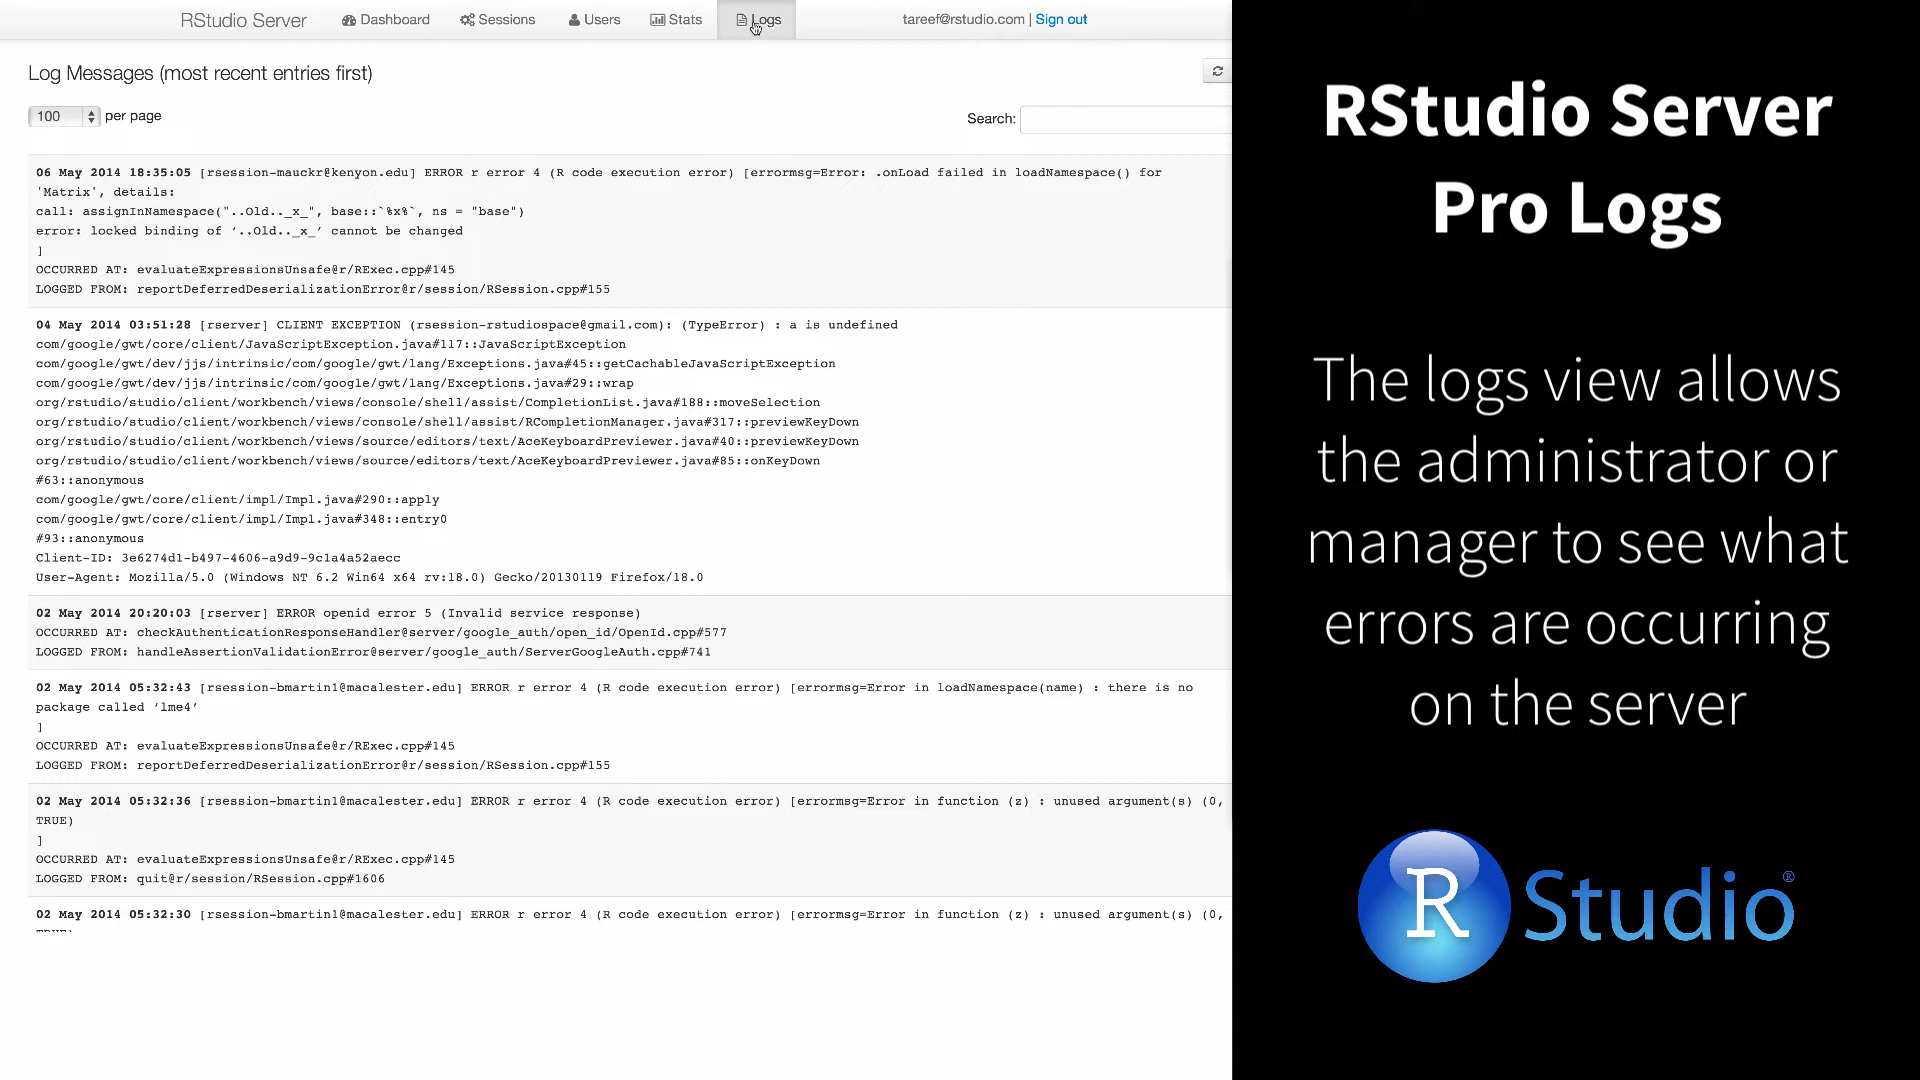 RStudio Server Dashboard Sessions Users Stats Logs tareef@rstudio.com | Sign out
Log Messages (most recent entries first)
100 per page
Search:
06 May 2014 18:35:05 [rsession-mauckr@kenyon.edu] ERROR r error 4 (R code execution error) [errormsg=Error: .onLoad failed in loadNamespace() for
'Matrix', details:
call: assignInNamespace("..Old.._x_", base::`%x%`, ns = "base")
error: locked binding of ‘..Old.._x_’ cannot be changed
]
OCCURRED AT: evaluateExpressionsUnsafe@r/RExec.cpp#145
LOGGED FROM: reportDeferredDeserializationError@r/session/RSession.cpp#155
04 May 2014 03:51:28 [rserver] CLIENT EXCEPTION (rsession-rstudiospace@gmail.com): (TypeError) : a is undefined
com/google/gwt/core/client/JavaScriptException.java#117::JavaScriptException
com/google/gwt/dev/jjs/intrinsic/com/google/gwt/lang/Exceptions.java#45::getCachableJavaScriptException
com/google/gwt/dev/jjs/intrinsic/com/google/gwt/lang/Exceptions.java#29::wrap
org/rstudio/studio/client/workbench/views/console/shell/assist/CompletionList.java#188::moveSelection
org/rstudio/studio/client/workbench/views/console/shell/assist/RCompletionManager.java#317::previewKeyDown
org/rstudio/studio/client/workbench/views/source/editors/text/AceKeyboardPreviewer.java#40::previewKeyDown
org/rstudio/studio/client/workbench/views/source/editors/text/AceKeyboardPreviewer.java#85::onKeyDown
#63::anonymous
com/google/gwt/core/client/impl/Impl.java#290::apply
com/google/gwt/core/client/impl/Impl.java#348::entry0
#93::anonymous
Client-ID: 3e6274d1-b497-4606-a9d9-9c1a4a52aecc
User-Agent: Mozilla/5.0 (Windows NT 6.2 Win64 x64 rv:18.0) Gecko/20130119 Firefox/18.0
02 May 2014 20:20:03 [rserver] ERROR openid error 5 (Invalid service response)
OCCURRED AT: checkAuthenticationResponseHandler@server/google_auth/open_id/OpenId.cpp#577
LOGGED FROM: handleAssertionValidationError@server/google_auth/ServerGoogleAuth.cpp#741
02 May 2014 05:32:43 [rsession-bmartin1@macalester.edu] ERROR r error 4 (R code execution error) [errormsg=Error in loadNamespace(name) : there is no
package called ‘lme4’
]
OCCURRED AT: evaluateExpressionsUnsafe@r/RExec.cpp#145
LOGGED FROM: reportDeferredDeserializationError@r/session/RSession.cpp#155
02 May 2014 05:32:36 [rsession-bmartin1@macalester.edu] ERROR r error 4 (R code execution error) [errormsg=Error in function (z) : unused argument(s) (0,
TRUE)
]
OCCURRED AT: evaluateExpressionsUnsafe@r/RExec.cpp#145
LOGGED FROM: quit@r/session/RSession.cpp#1606
02 May 2014 05:32:30 [rsession-bmartin1@macalester.edu] ERROR r error 4 (R code execution error) [errormsg=Error in function (z) : unused argument(s) (0,
RStudio Server
Pro Logs
The logs view allows
the administrator or
manager to see what
errors are occurring
on the server
R Studio®